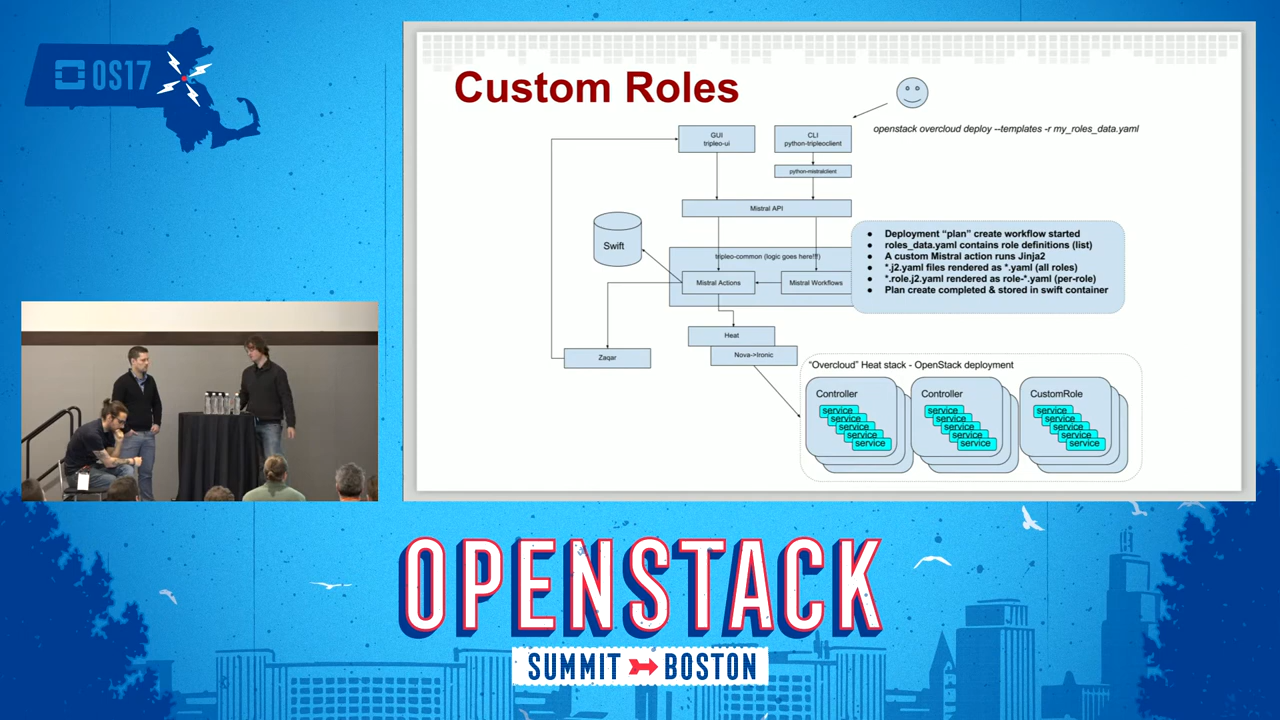 OS17
Custom Roles
openstack overcloud deploy --templates -r my_roles_data.yaml
GUI
tripleo-ui
CLI
python-tripleoclient
python-mistralclient
Mistral API
Swift
tripleo-common (logic goes here!!!)
Mistral Actions
Mistral Workflows
● Deployment “plan” create workflow started
● roles_data.yaml contains role definitions (list)
● A custom Mistral action runs Jinja2
● *.j2.yaml files rendered as *.yaml (all roles)
● *.role.j2.yaml rendered as role-*.yaml (per-role)
● Plan create completed & stored in swift container
Heat
Nova->Ironic
Zaqar
“Overcloud” Heat stack - OpenStack deployment
Controller
service
service
service
service
service
Controller
service
service
service
service
service
CustomRole
service
service
service
service
service
OPENSTACK
SUMMIT BOSTON